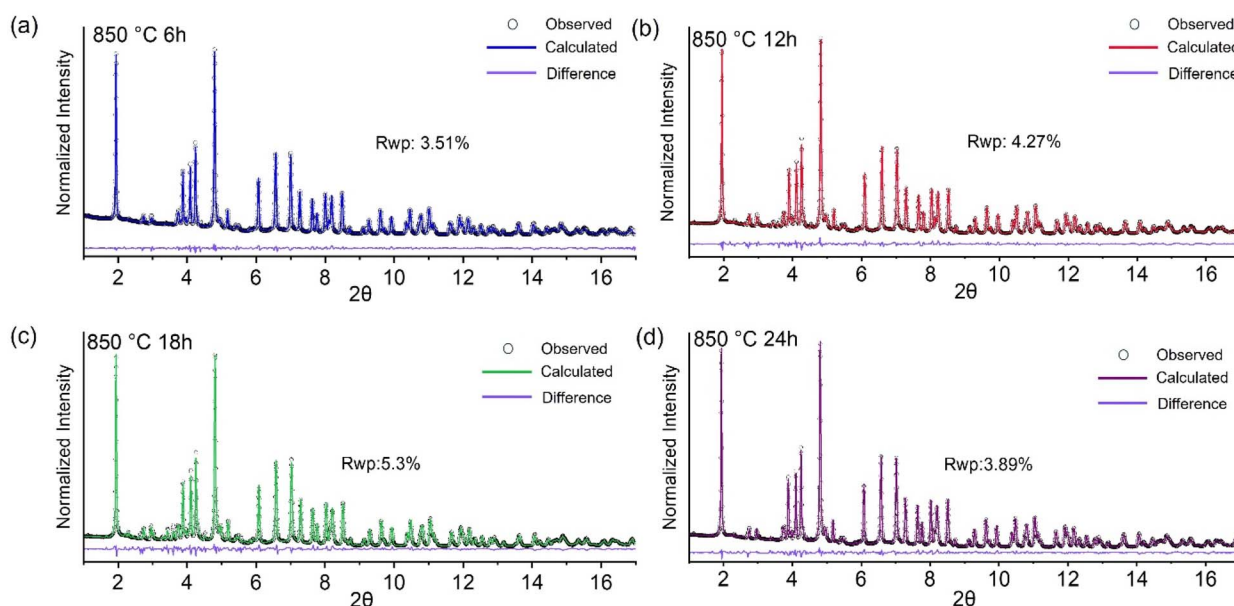 (a)
850 °C 6h
Observed
Calculated
Difference
Rwp: 3.51%
Normalized Intensity
2 4 6 8 10 12 14 16
2θ
(b)
850 °C 12h
Observed
Calculated
Difference
Rwp: 4.27%
Normalized Intensity
2 4 6 8 10 12 14 16
2θ
(c)
850 °C 18h
Observed
Calculated
Difference
Rwp:5.3%
Normalized Intensity
2 4 6 8 10 12 14 16
2θ
(d)
850 °C 24h
Observed
Calculated
Difference
Rwp:3.89%
Normalized Intensity
2 4 6 8 10 12 14 16
2θ